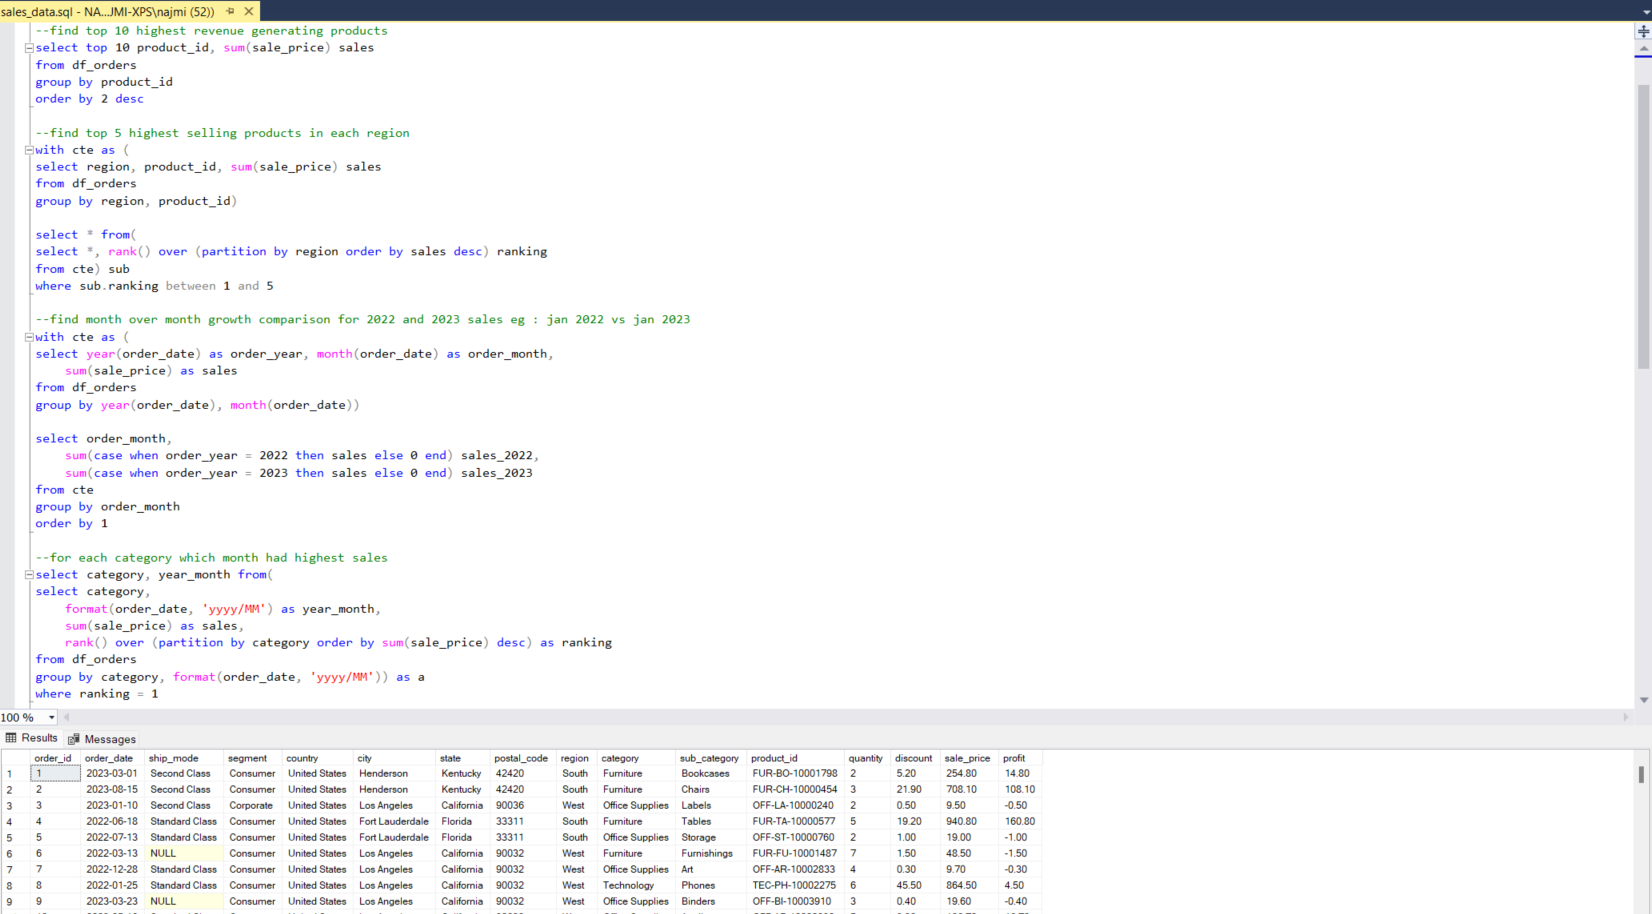 sales_data.sql - NA...JMI-XPS\najmi (52))
--find top 10 highest revenue generating products
select top 10 product_id, sum(sale_price) sales
from df_orders
group by product_id
order by 2 desc
--find top 5 highest selling products in each region
with cte as (
select region, product_id, sum(sale_price) sales
from df_orders
group by region, product_id)
select * from(
select *, rank() over (partition by region order by sales desc) ranking
from cte) sub
where sub.ranking between 1 and 5
--find month over month growth comparison for 2022 and 2023 sales eg : jan 2022 vs jan 2023
with cte as (
select year(order_date) as order_year, month(order_date) as order_month,
sum(sale_price) as sales
from df_orders
group by year(order_date), month(order_date))
select order_month,
sum(case when order_year = 2022 then sales else 0 end) sales_2022,
sum(case when order_year = 2023 then sales else 0 end) sales_2023
from cte
group by order_month
order by 1
--for each category which month had highest sales
select category, year_month from(
select category,
format(order_date, 'yyyy/MM') as year_month,
sum(sale_price) as sales,
rank() over (partition by category order by sum(sale_price) desc) as ranking
from df_orders
group by category, format(order_date, 'yyyy/MM')) as a
where ranking = 1
100 %
Results Messages
order_id order_date ship_mode segment country city state postal_code region category sub_category product_id quantity discount sale_price profit
1 1 2023-03-01 Second Class Consumer United States Henderson Kentucky 42420 South Furniture Bookcases FUR-BO-10001798 2 5.20 254.80 14.80
2 2 2023-08-15 Second Class Consumer United States Henderson Kentucky 42420 South Furniture Chairs FUR-CH-10000454 3 21.90 708.10 108.10
3 3 2023-01-10 Second Class Corporate United States Los Angeles California 90036 West Office Supplies Labels OFF-LA-10000240 2 0.50 9.50 -0.50
4 4 2022-06-18 Standard Class Consumer United States Fort Lauderdale Florida 33311 South Furniture Tables FUR-TA-10000577 5 19.20 940.80 160.80
5 5 2022-07-13 Standard Class Consumer United States Fort Lauderdale Florida 33311 South Office Supplies Storage OFF-ST-10000760 2 1.00 19.00 -1.00
6 6 2022-03-13 NULL Consumer United States Los Angeles California 90032 West Furniture Furnishings FUR-FU-10001487 7 1.50 48.50 -1.50
7 7 2022-12-28 Standard Class Consumer United States Los Angeles California 90032 West Office Supplies Art OFF-AR-10002833 4 0.30 9.70 -0.30
8 8 2022-01-25 Standard Class Consumer United States Los Angeles California 90032 West Technology Phones TEC-PH-10002275 6 45.50 864.50 4.50
9 9 2023-03-23 NULL Consumer United States Los Angeles California 90032 West Office Supplies Binders OFF-BI-10003910 3 0.40 19.60 -0.40